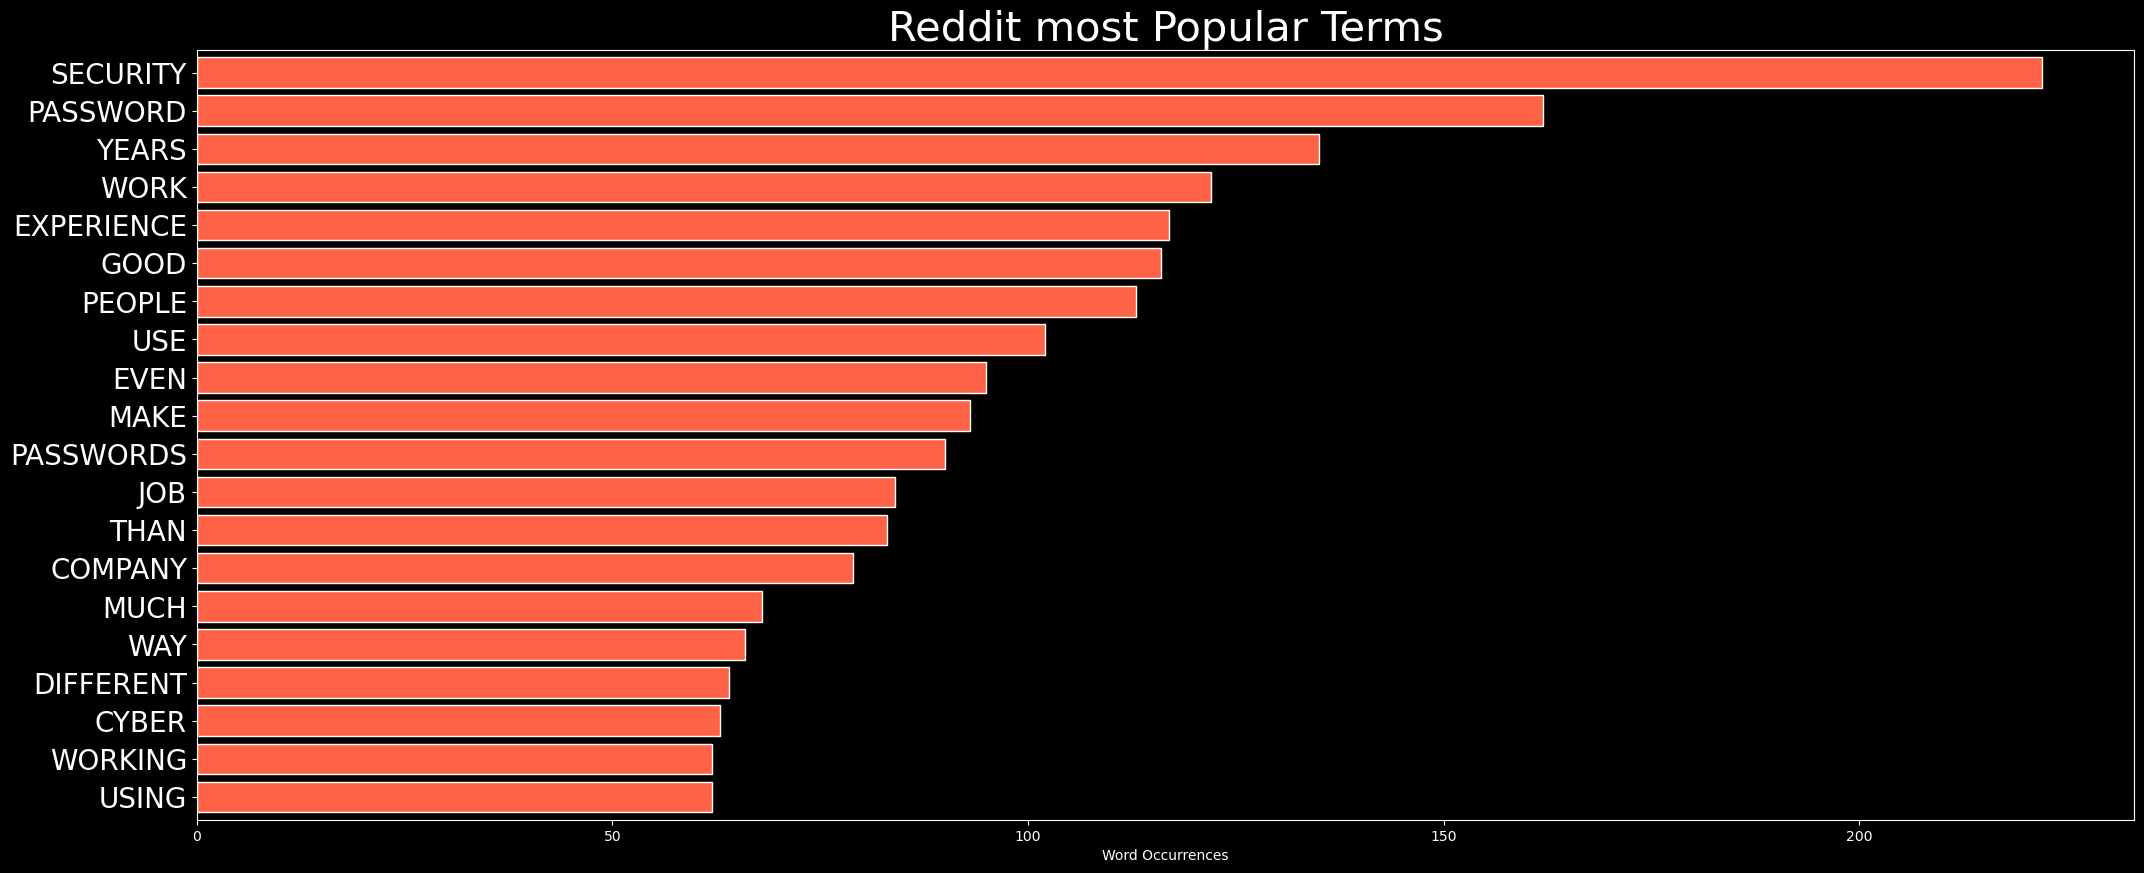 Reddit most Popular Terms
SECURITY
PASSWORD
YEARS
WORK
EXPERIENCE
GOOD
PEOPLE
USE
EVEN
MAKE
PASSWORDS
JOB
THAN
COMPANY
MUCH
WAY
DIFFERENT
CYBER
WORKING
USING
0 50 100 150 200
Word Occurrences